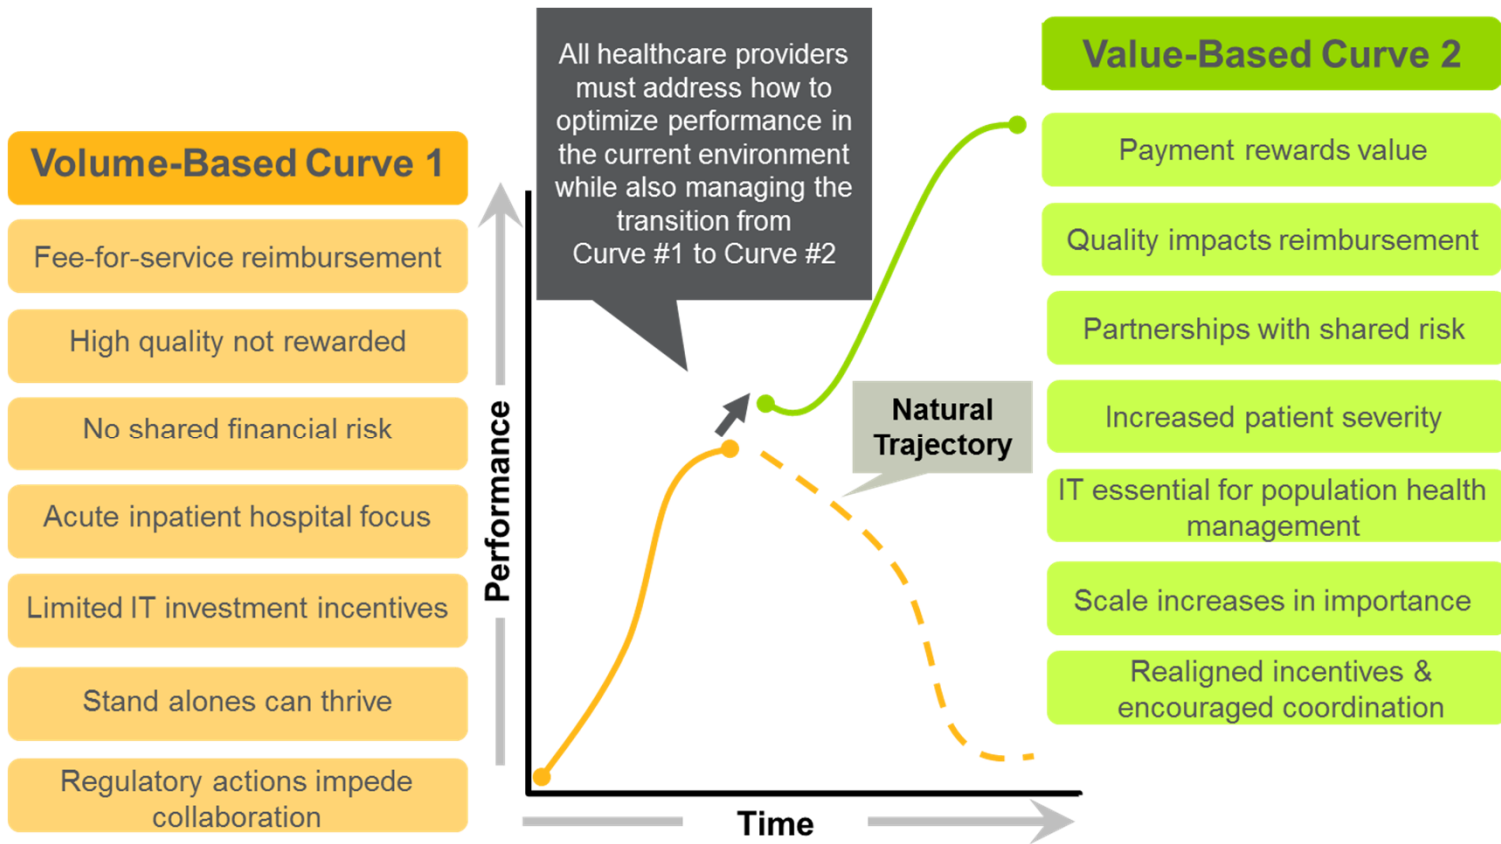 Volume-Based Curve 1
Fee-for-service reimbursement
High quality not rewarded
No shared financial risk
Acute inpatient hospital focus
Limited IT investment incentives
Stand alones can thrive
Regulatory actions impede
collaboration
Performance
All healthcare providers
must address how to
optimize performance in
the current environment
while also managing the
transition from
Curve #1 to Curve #2
Natural
Trajectory
Time
Value-Based Curve 2
Payment rewards value
Quality impacts reimbursement
Partnerships with shared risk
Increased patient severity
IT essential for population health
management
Scale increases in importance
Realigned incentives &
encouraged coordination